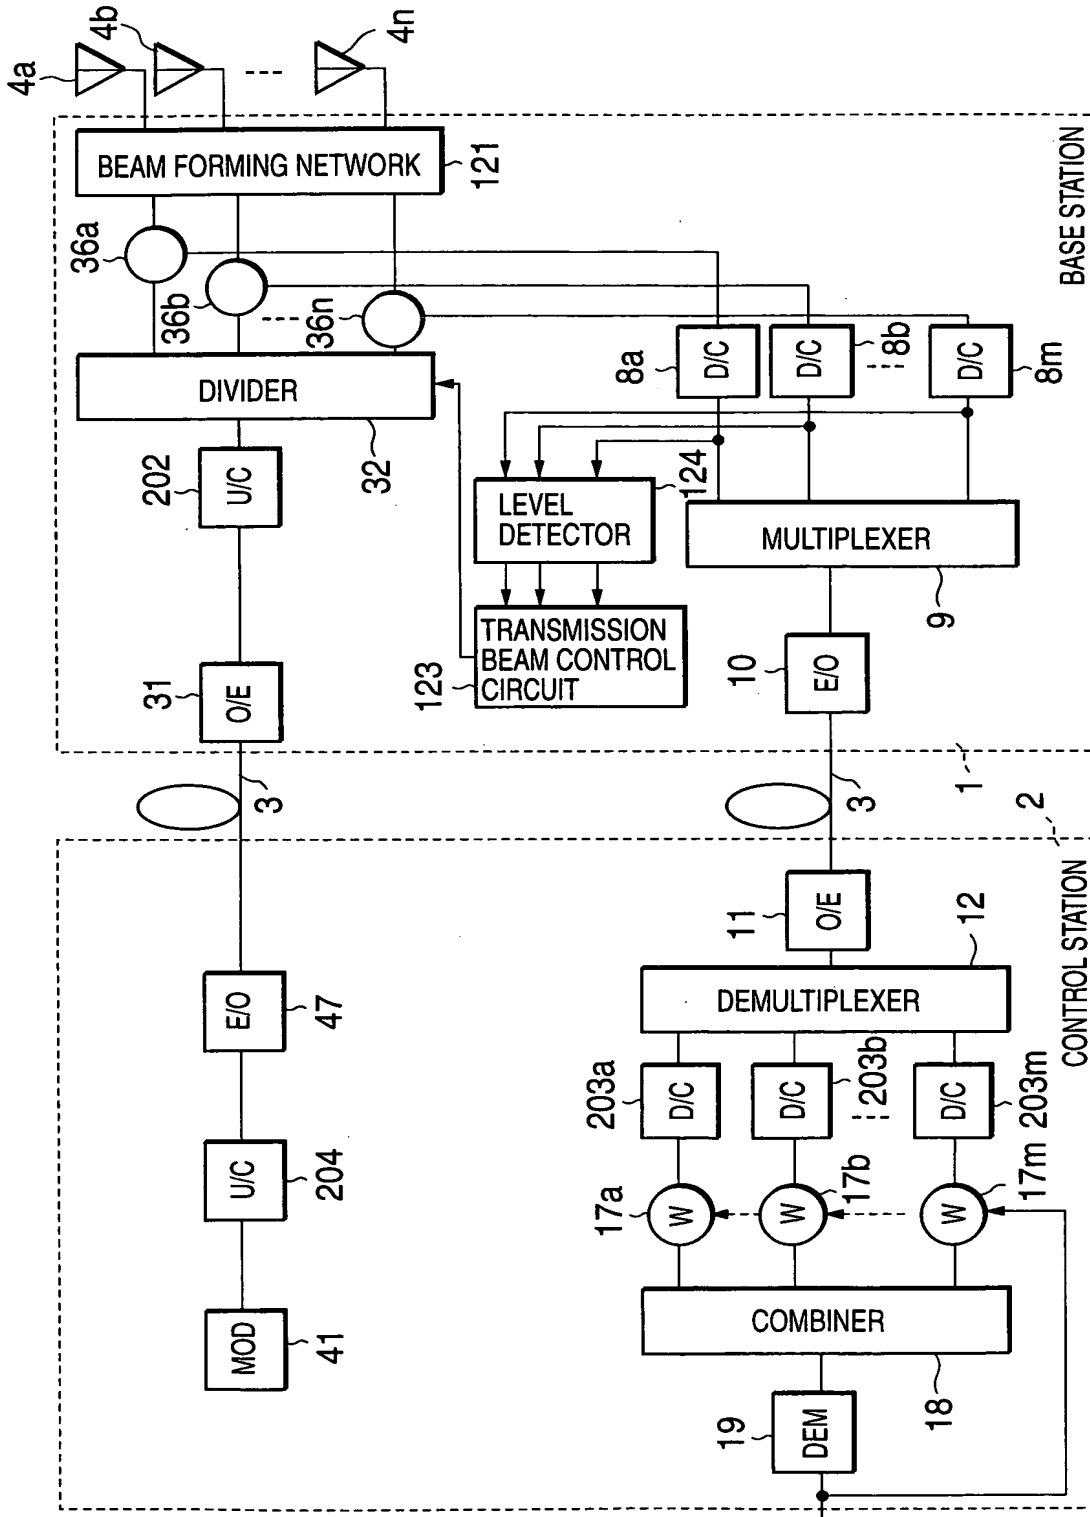 4a
4b
4n
BEAM FORMING NETWORK
121
36a
36b
36n
DIVIDER
32
202
U/C
31
O/E
3
8a
D/C
D/C
8b
D/C
8m
LEVEL
DETECTOR
124
TRANSMISSION
BEAM CONTROL
CIRCUIT
123
MULTIPLEXER
9
10
E/O
BASE STATION
1
3
2
CONTROL STATION
E/O
47
U/C
204
MOD
41
11
O/E
12
DEMULTIPLEXER
203a
D/C
D/C
203b
D/C
203m
17a
W
W
17b
W
17m
COMBINER
18
19
DEM